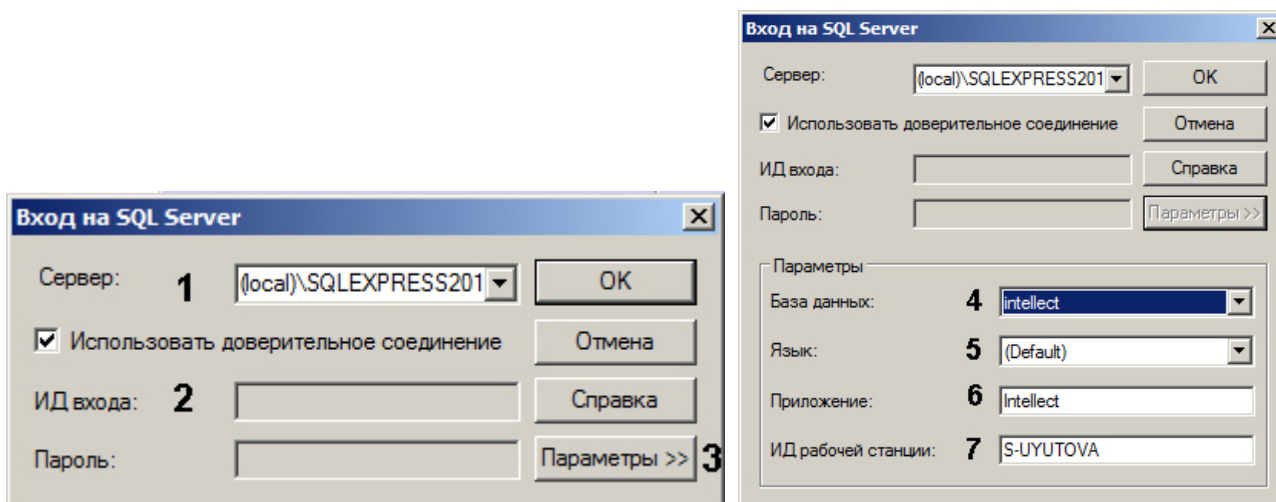 Вход на SQL Server
Сервер: 1 (local)\SQLEXPRESS201 OK
Использовать доверительное соединение Отмена
ИД входа: 2 Справка
Пароль: Параметры >> 3
Вход на SQL Server
Сервер: (local)\SQLEXPRESS201 OK
Использовать доверительное соединение Отмена
ИД входа: Справка
Пароль: Параметры >>
Параметры
База данных: 4 intellect
Язык: 5 (Default)
Приложение: 6 Intellect
ИД рабочей станции: 7 S-UYUTOVA